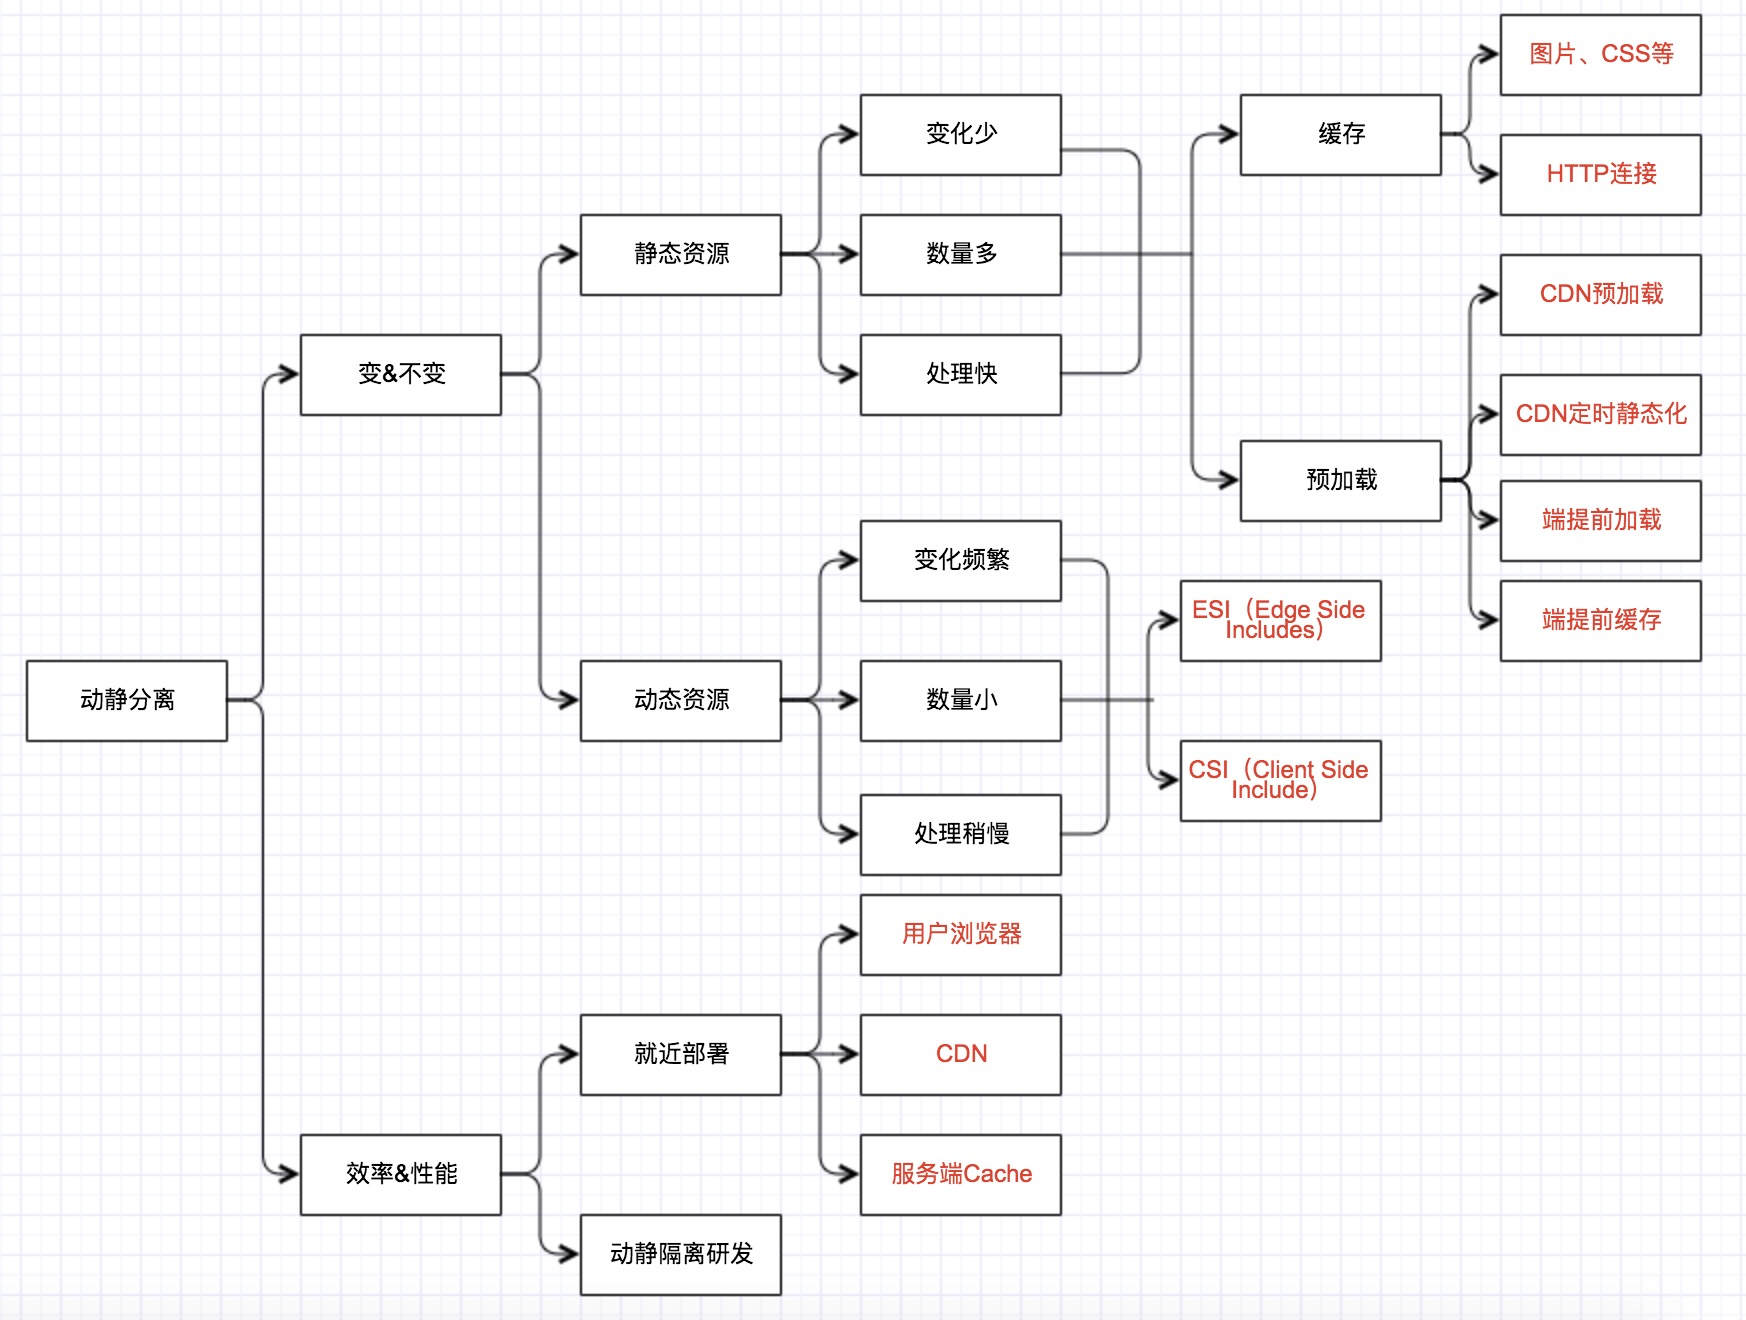 图片、CSS等
变化少
缓存
HTTP连接
静态资源
数量多
CDN预加载
变&不变
处理快
CDN定时静态化
预加载
端提前加载
变化频繁
ESI（Edge Side
Includes）
端提前缓存
动静分离
动态资源
数量小
CSI（Client Side
Include）
处理稍慢
用户浏览器
就近部署
CDN
效率&性能
服务端Cache
动静隔离研发